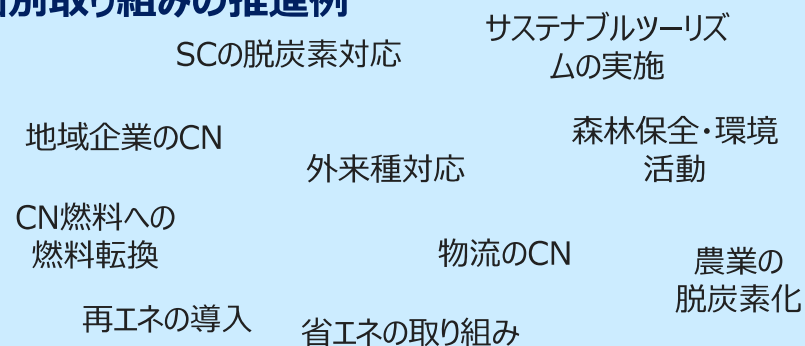 別取り組みの推進例
SCの脱炭素対応
サステナブルツーリズ
ムの実施
地域企業のCN
外来種対応
森林保全・環境
活動
CN燃料への
燃料転換
物流のCN
農業の
脱炭素化
再エネの導入
省エネの取り組み